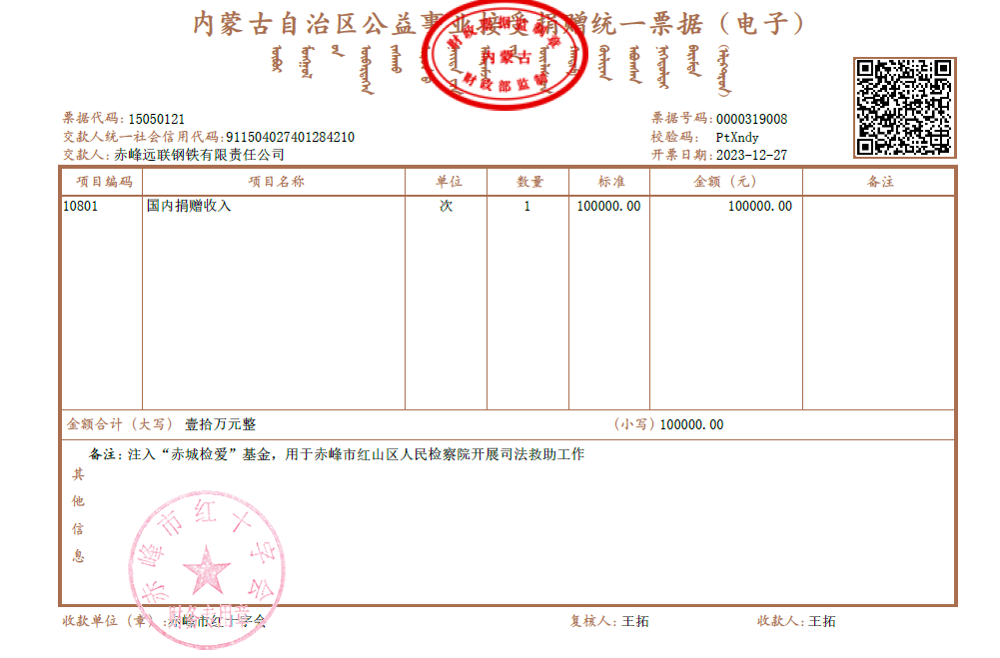 内蒙古自治区公益事业接受捐赠统一票据（电子）
财政票据监制章
内蒙古
财政部监制
票据代码：15050121
票据号码：0000319008
交款人统一社会信用代码：911504027401284210
校验码： PtXndy
交款人：赤峰远联钢铁有限责任公司
开票日期：2023-12-27
项目编码 项目名称 单位 数量 标准 金额（元） 备注
10801 国内捐赠收入 次 1 100000.00 100000.00
金额合计（大写） 壹拾万元整 （小写）100000.00
备注：注入“赤城检爱”基金，用于赤峰市红山区人民检察院开展司法救助工作
其他信息
赤峰市红十字会
财务专用章
收款单位（章）：赤峰市红十字会 复核人：王拓 收款人：王拓